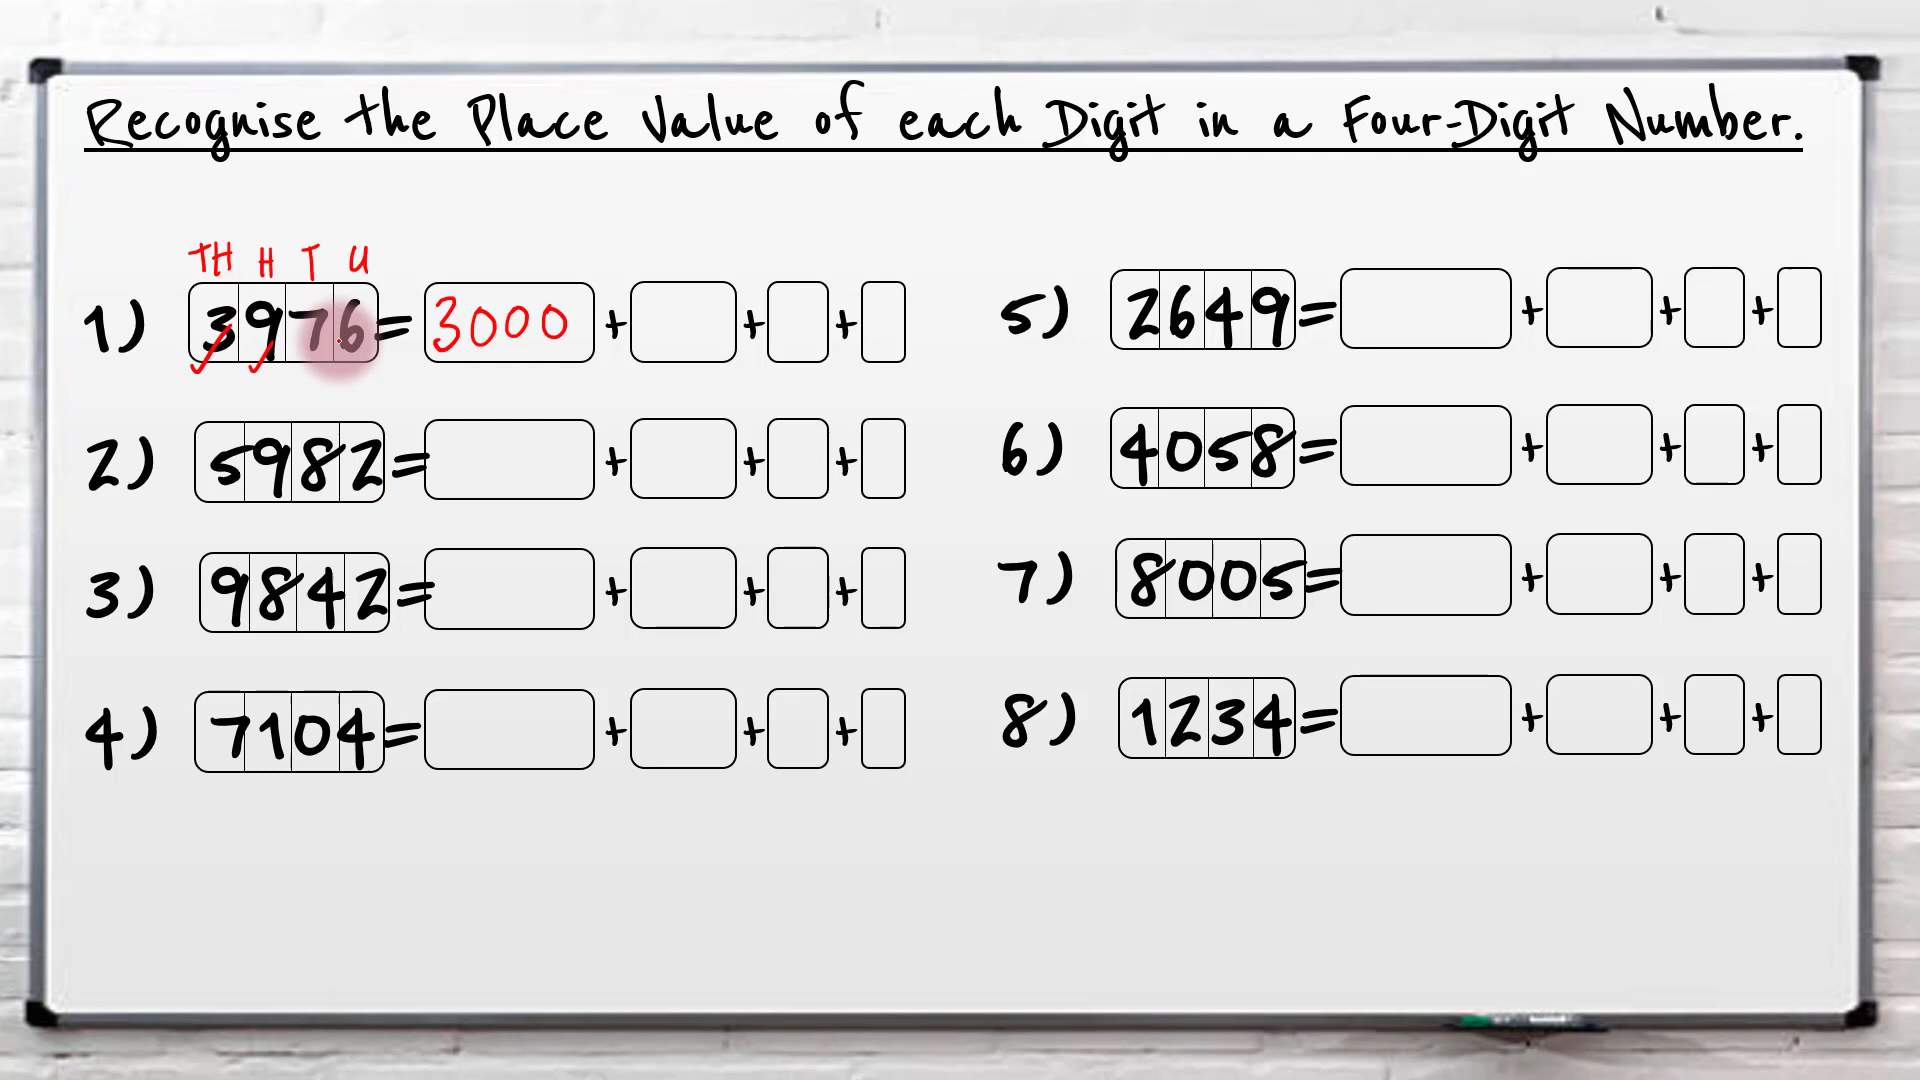 Recognise the Place Value of each Digit in a Four-Digit Number.
TH H T U
1) 3976 = 3000 + + +
2) 5982 = + + +
3) 9842 = + + +
4) 7104 = + + +
5) 2649 = + + +
6) 4058 = + + +
7) 8005 = + + +
8) 1234 = + + +